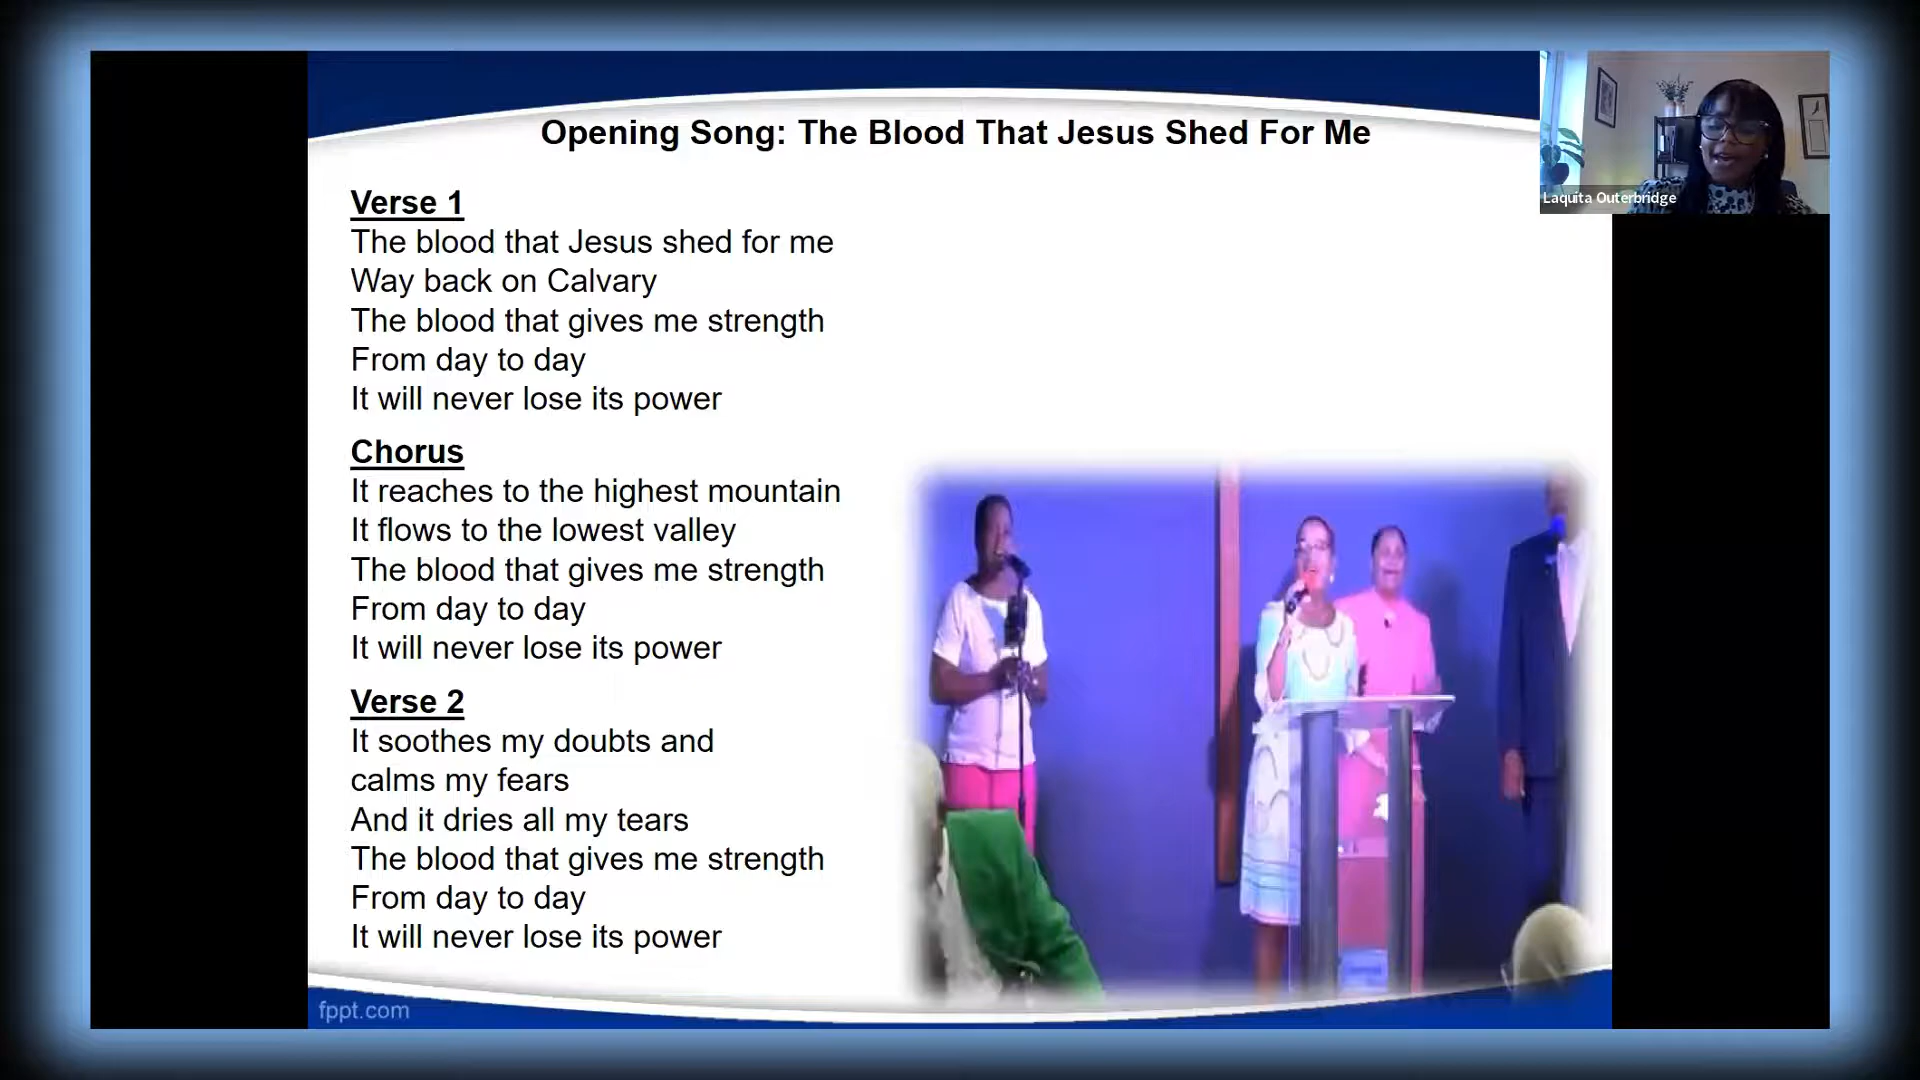 Opening Song: The Blood That Jesus Shed For Me
Verse 1
The blood that Jesus shed for me
Way back on Calvary
The blood that gives me strength
From day to day
It will never lose its power
Chorus
It reaches to the highest mountain
It flows to the lowest valley
The blood that gives me strength
From day to day
It will never lose its power
Verse 2
It soothes my doubts and
calms my fears
And it dries all my tears
The blood that gives me strength
From day to day
It will never lose its power
fppt.com
Laquita Outerbridge